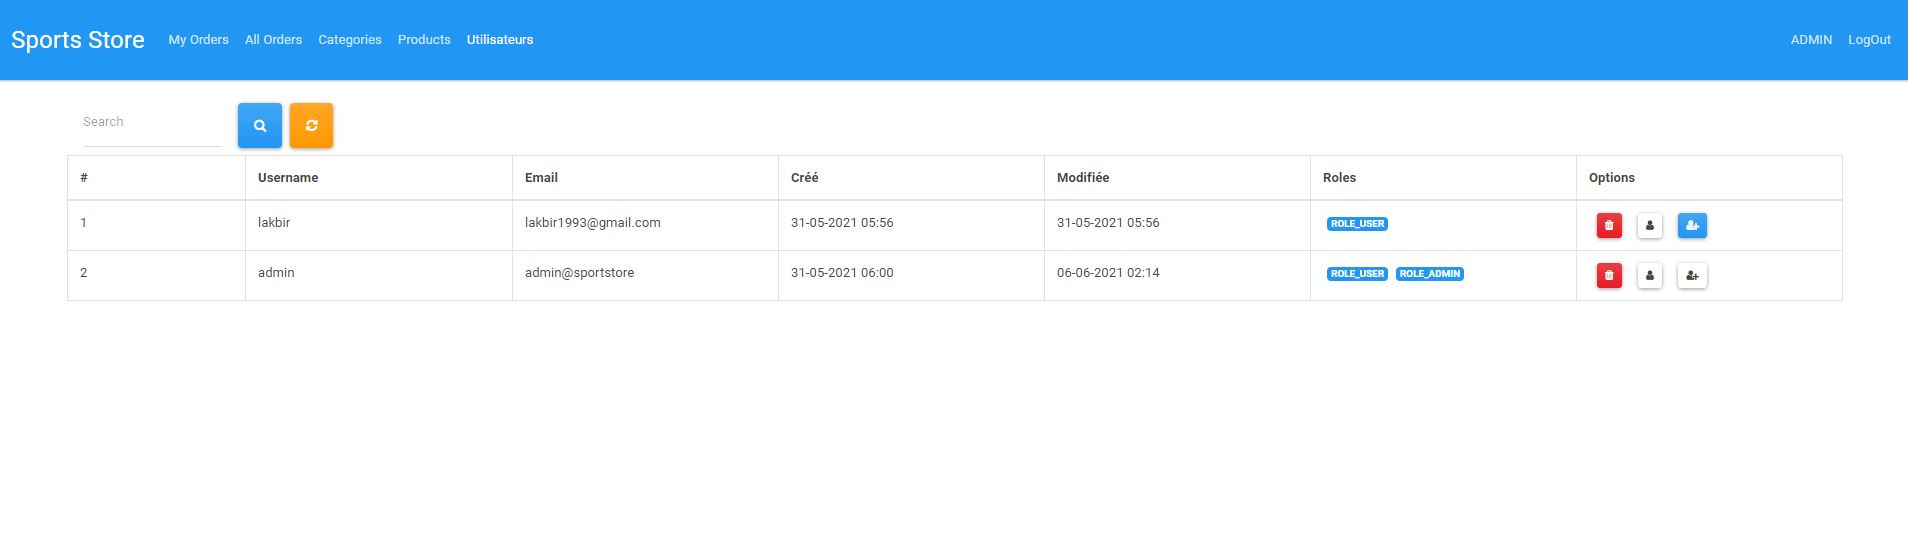 Sports Store My Orders All Orders Categories Products Utilisateurs ADMIN LogOut
Search
# Username Email Créé Modifiée Roles Options
1 lakbir lakbir1993@gmail.com 31-05-2021 05:56 31-05-2021 05:56 ROLE_USER
2 admin admin@sportstore 31-05-2021 06:00 06-06-2021 02:14 ROLE_USER ROLE_ADMIN